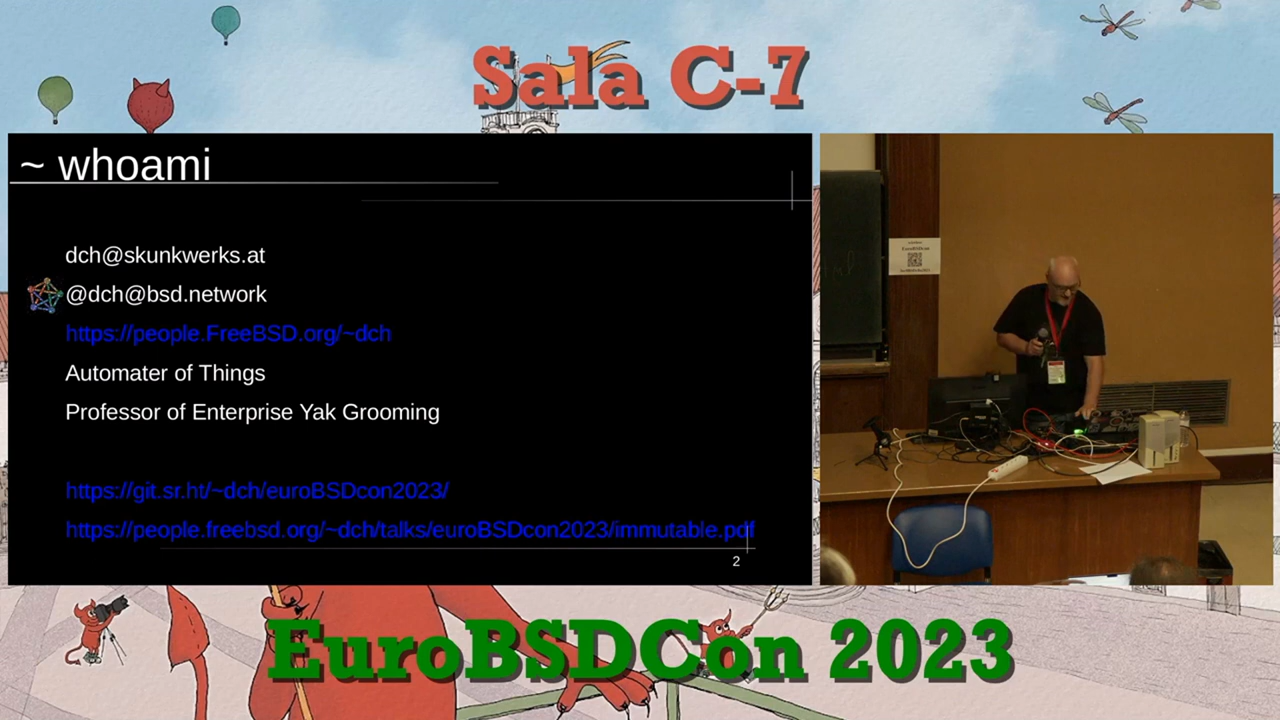 Sala C-7
~ whoami
dch@skunkwerks.at
@dch@bsd.network
https://people.FreeBSD.org/~dch
Automater of Things
Professor of Enterprise Yak Grooming
https://git.sr.ht/~dch/euroBSDcon2023/
https://people.freebsd.org/~dch/talks/euroBSDcon2023/immutable.pdf
2
EuroBSDCon 2023